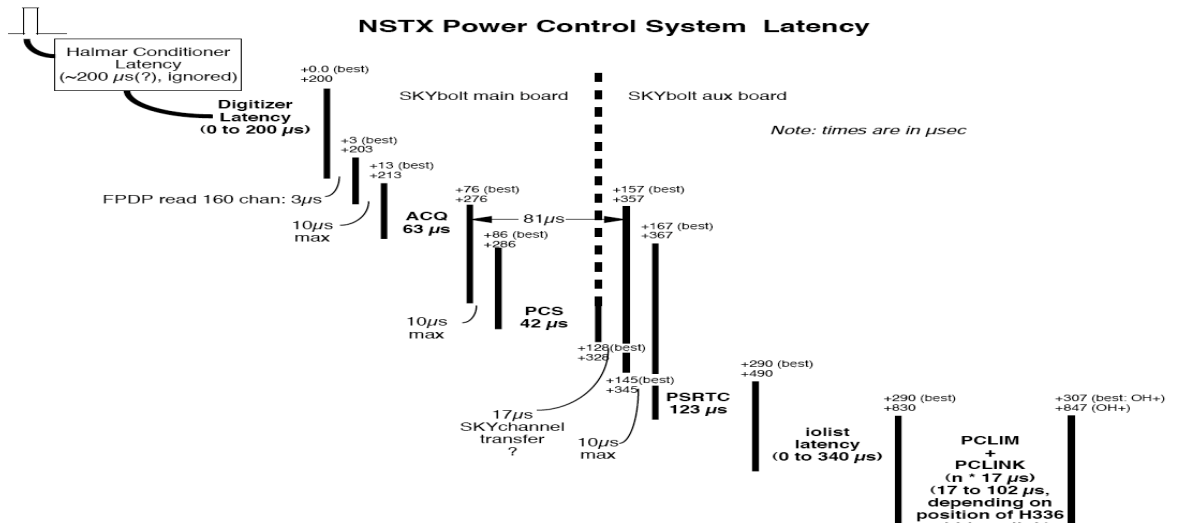 NSTX Power Control System Latency
Halmar Conditioner
Latency
(~200 µs(?), ignored)
Digitizer
Latency
(0 to 200 µs)
+0.0 (best)
+200
SKYbolt main board
SKYbolt aux board
Note: times are in µsec
+3 (best)
+203
+13 (best)
+213
FPDP read 160 chan: 3µs
10µs
max
ACQ
63 µs
+76 (best)
+276
81µs
+157 (best)
+357
+86 (best)
+286
+167 (best)
+367
10µs
max
PCS
42 µs
+128(best)
+328
+145(best)
+345
17µs
SKYchannel
transfer
?
10µs
max
PSRTC
123 µs
+290 (best)
+490
iolist
latency
(0 to 340 µs)
+290 (best)
+830
PCLIM
+
PCLINK
(n * 17 µs)
(17 to 102 µs,
depending on
position of H336
+307 (best: OH+)
+847 (OH+)